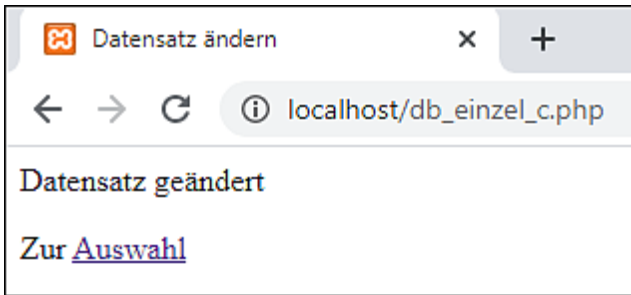 Datensatz ändern
localhost/db_einzel_c.php
Datensatz geändert
Zur Auswahl